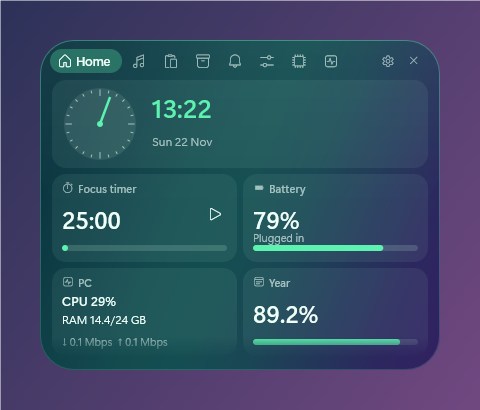 Home
13:22
Sun 22 Nov
Focus timer
25:00
Battery
79%
Plugged in
PC
CPU 29%
RAM 14.4/24 GB
↓ 0.1 Mbps ↑ 0.1 Mbps
Year
89.2%